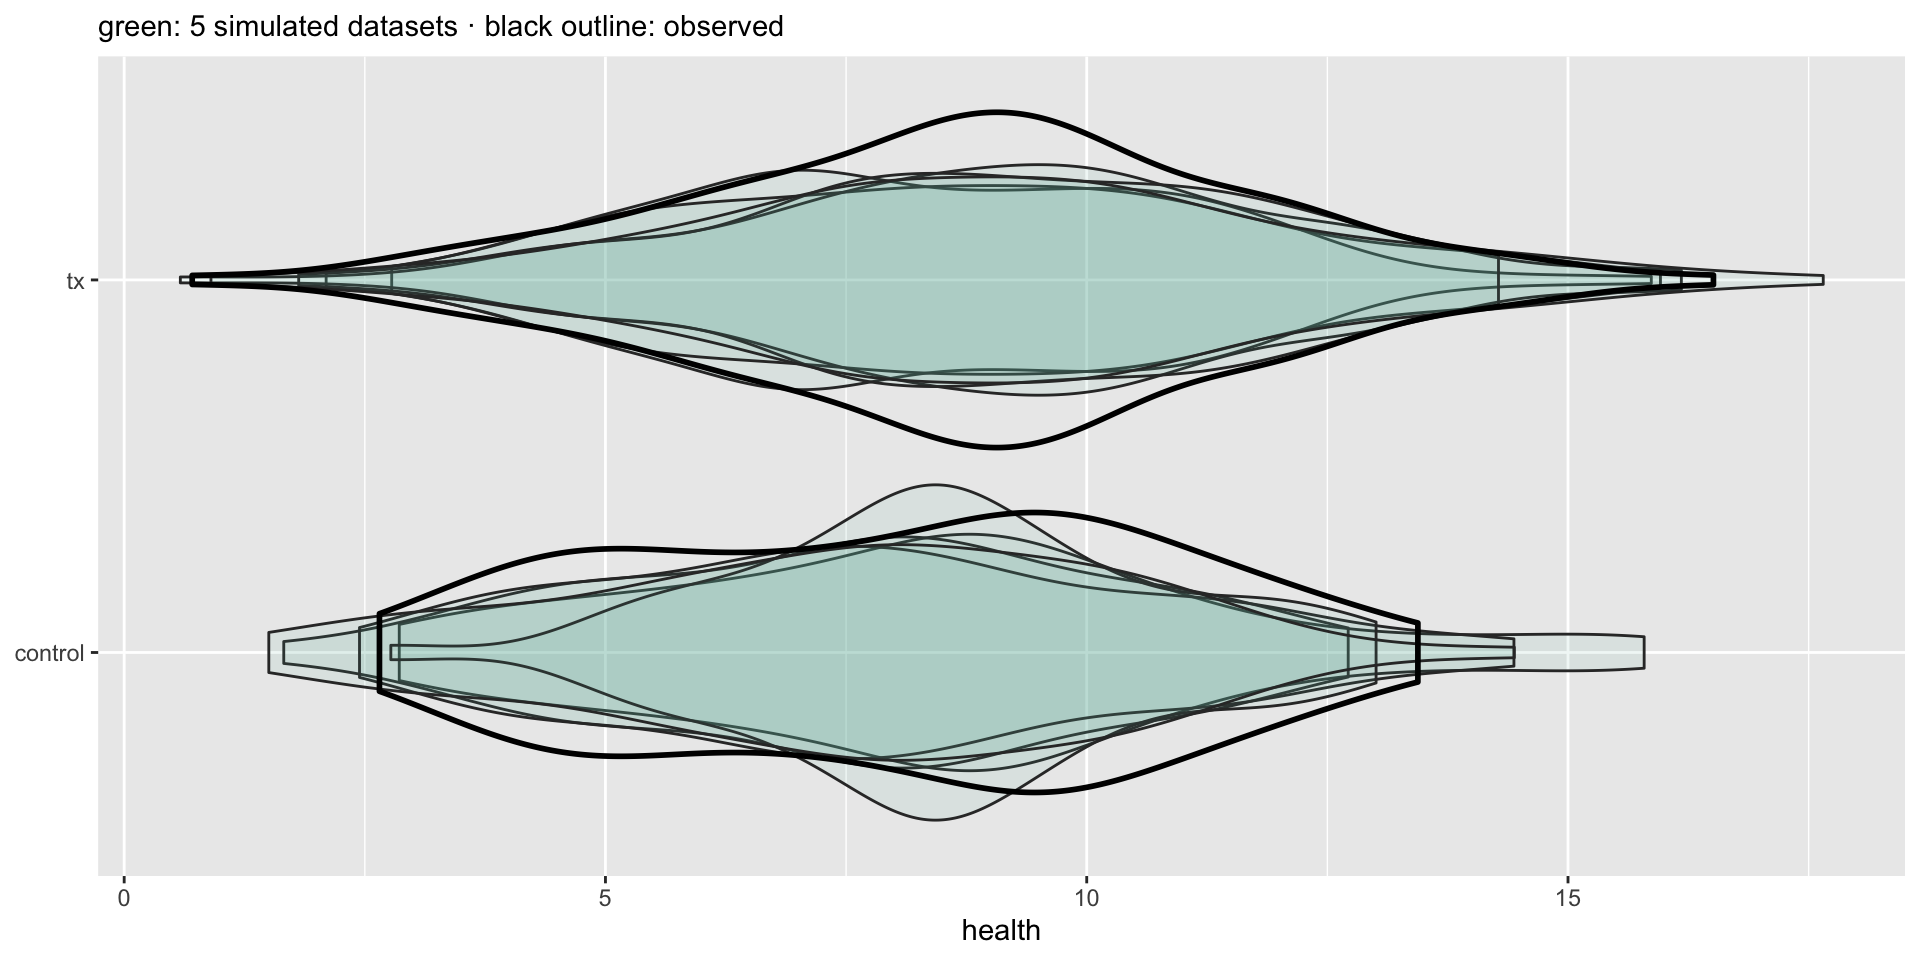 green: 5 simulated datasets · black outline: observed
tx
control
0 5 10 15
health